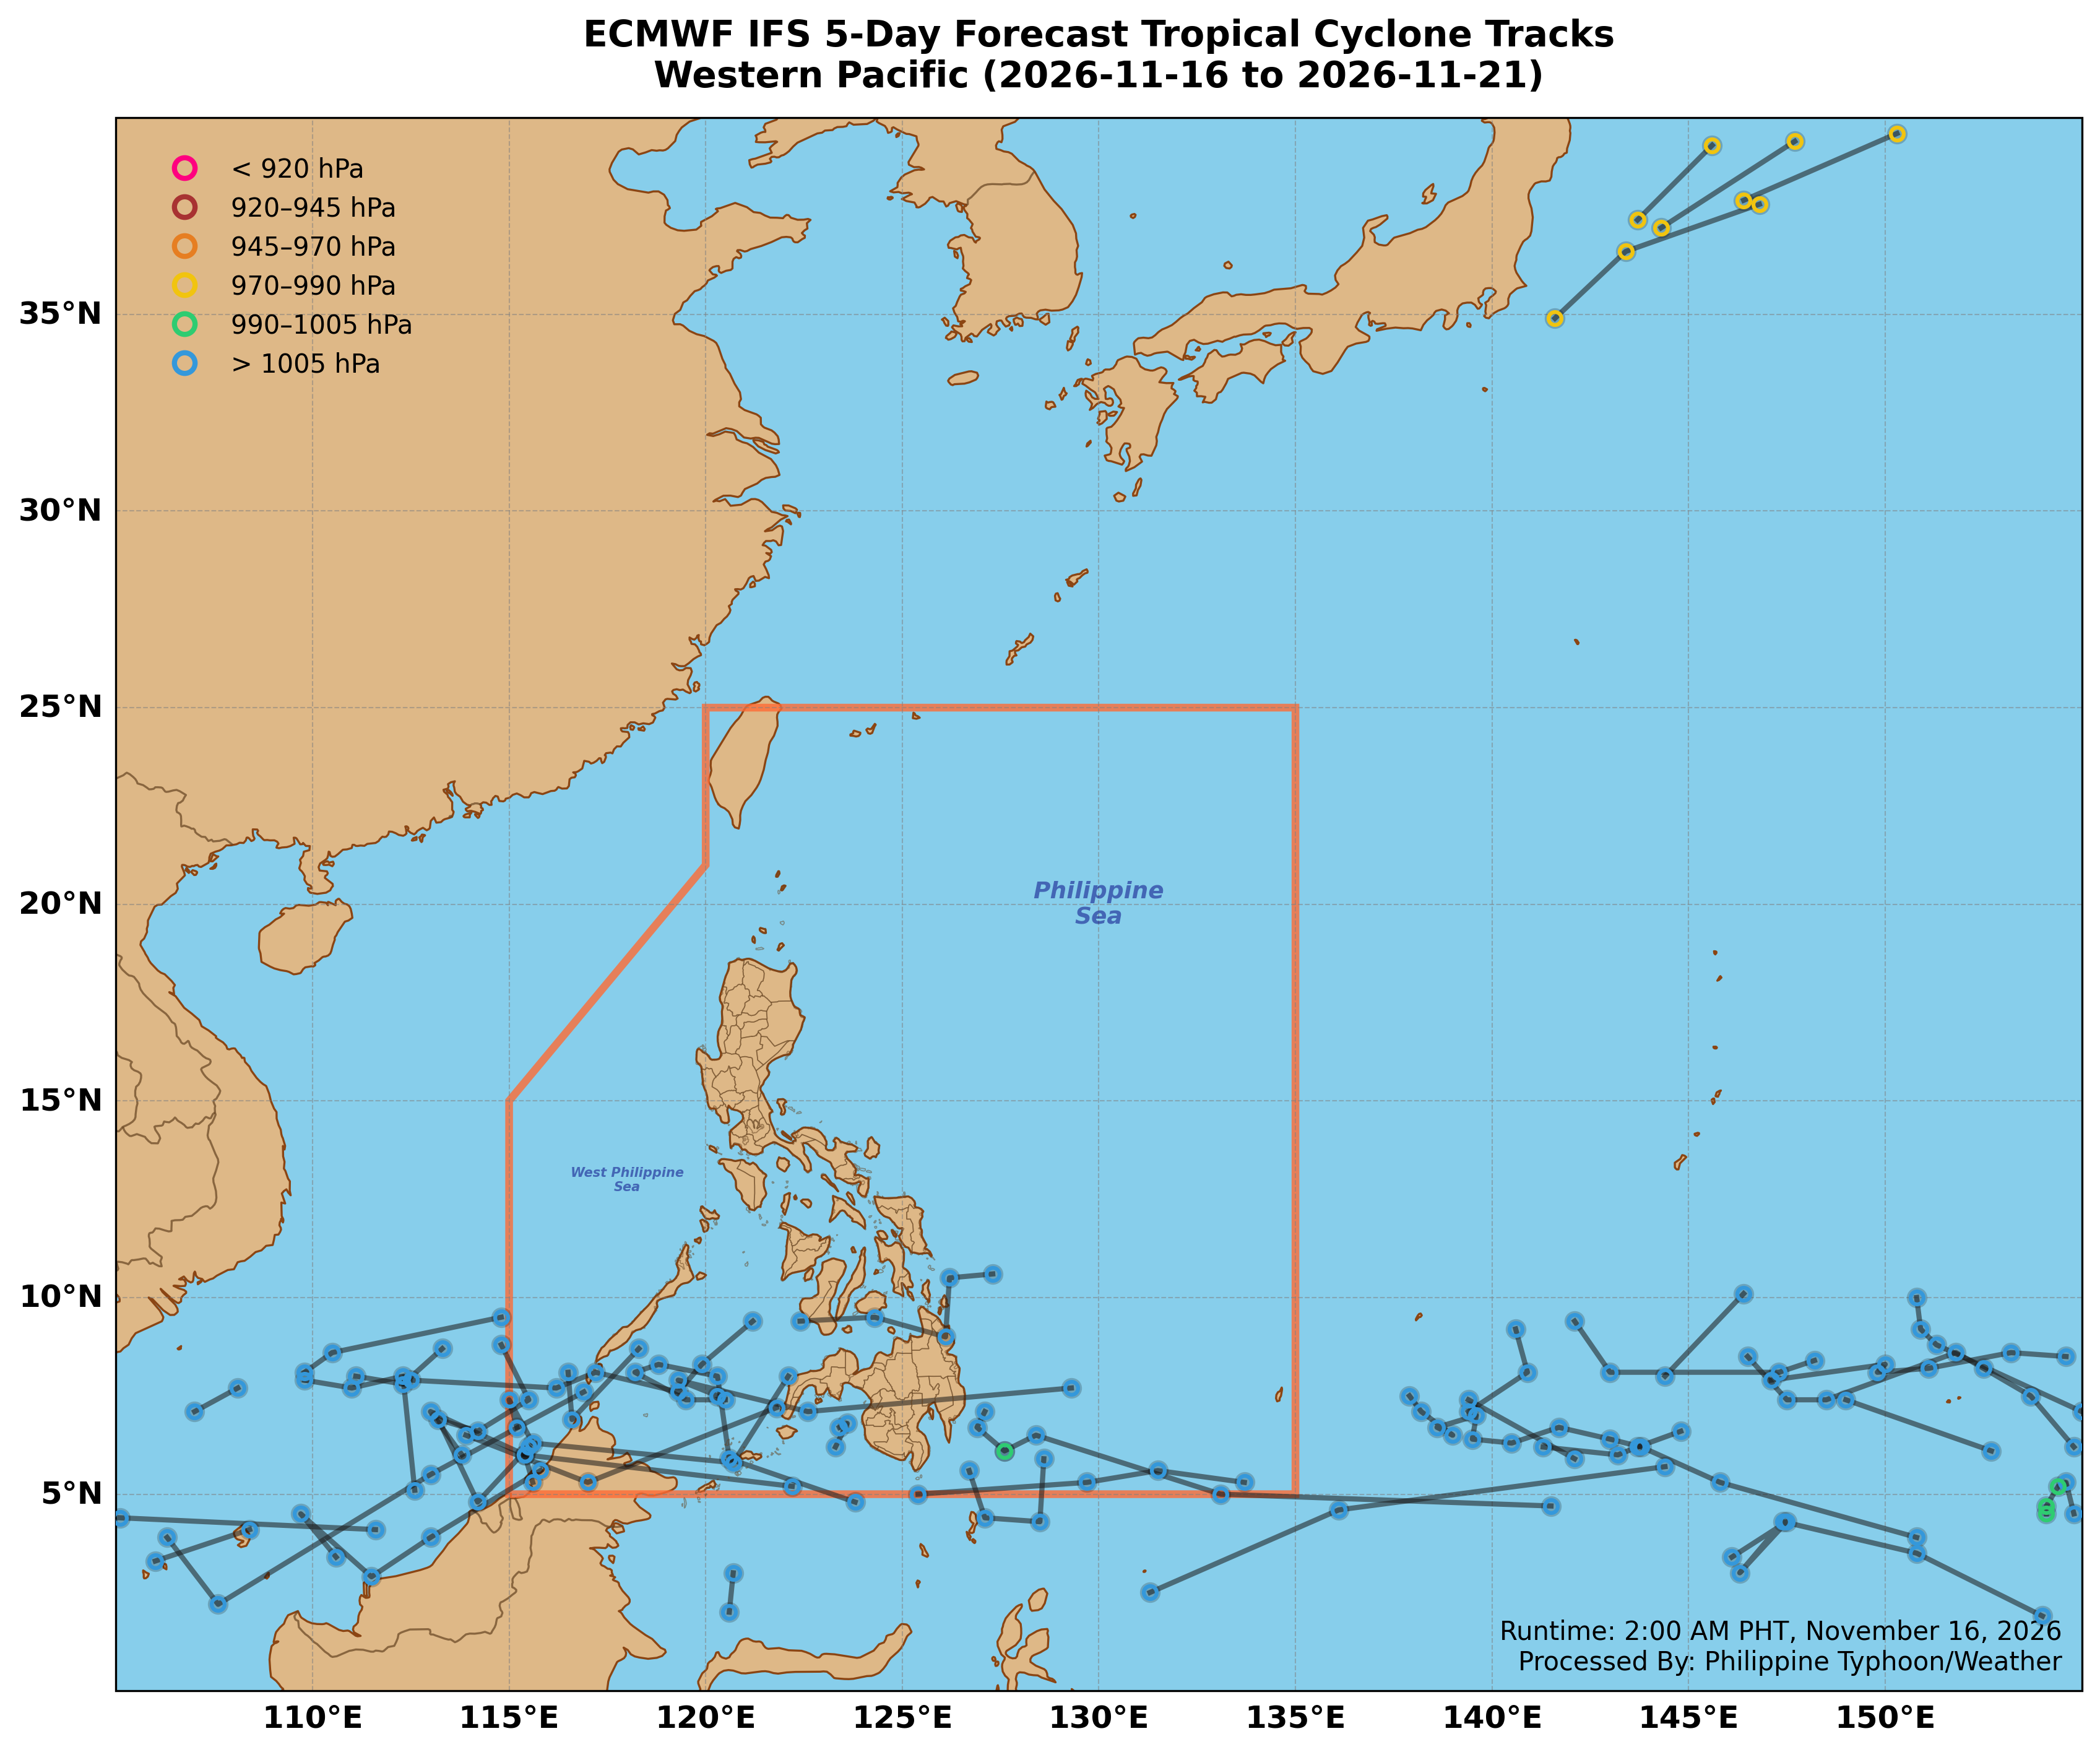 ECMWF IFS 5-Day Forecast Tropical Cyclone Tracks
Western Pacific (2026-11-16 to 2026-11-21)
< 920 hPa
920–945 hPa
945–970 hPa
970–990 hPa
990–1005 hPa
> 1005 hPa
35°N
30°N
25°N
20°N
15°N
10°N
5°N
Philippine
Sea
West Philippine
Sea
Runtime: 2:00 AM PHT, November 16, 2026
Processed By: Philippine Typhoon/Weather
110°E
115°E
120°E
125°E
130°E
135°E
140°E
145°E
150°E